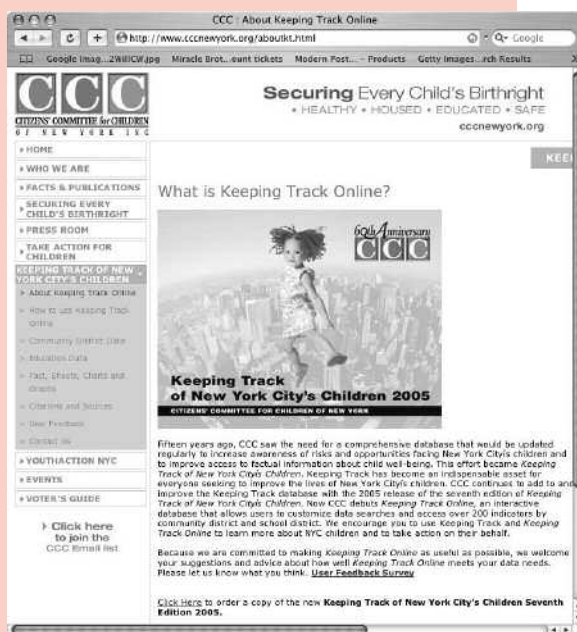 CCC : About Keeping Track Online
http://www.cccnewyork.org/aboutkt.html
Google
Google Imag...2WillCW.jpg Miracle Brot...ount tickets Modern Post... – Products Getty Images...rch Results
CCC
CITIZENS' COMMITTEE for CHILDREN
OF NEW YORK INC
Securing Every Child's Birthright
• HEALTHY • HOUSED • EDUCATED • SAFE
cccnewyork.org
HOME
WHO WE ARE
FACTS & PUBLICATIONS
SECURING EVERY
CHILD'S BIRTHRIGHT
PRESS ROOM
TAKE ACTION FOR
CHILDREN
KEEPING TRACK OF NEW
YORK CITY'S CHILDREN
About Keeping Track Online
How to use Keeping Track
Online
Community District Data
Education Data
Fact, Sheets, Charts and
Graphs
Citations and Sources
User Feedback
Contact Us
YOUTHACTION NYC
EVENTS
VOTER'S GUIDE
Click here
to join the
CCC Email list
KEE
What is Keeping Track Online?
60th Anniversary
CCC
Keeping Track
of New York City's Children 2005
CITIZENS' COMMITTEE FOR CHILDREN OF NEW YORK
Fifteen years ago, CCC saw the need for a comprehensive database that would be updated
regularly to increase awareness of risks and opportunities facing New York Cityis children and
to improve access to factual information about child well-being. This effort became Keeping
Track of New York Cityis Children. Keeping Track has become an indispensable asset for
everyone seeking to improve the lives of New York Cityis children. CCC continues to add to and
improve the Keeping Track database with the 2005 release of the seventh edition of Keeping
Track of New York Cityis Children. Now CCC debuts Keeping Track Online, an interactive
database that allows users to customize data searches and access over 200 indicators by
community district and school district. We encourage you to use Keeping Track and Keeping
Track Online to learn more about NYC children and to take action on their behalf.
Because we are committed to making Keeping Track Online as useful as possible, we welcome
your suggestions and advice about how well Keeping Track Online meets your data needs.
Please let us know what you think. User Feedback Survey
Click Here to order a copy of the new Keeping Track of New York City's Children Seventh
Edition 2005.